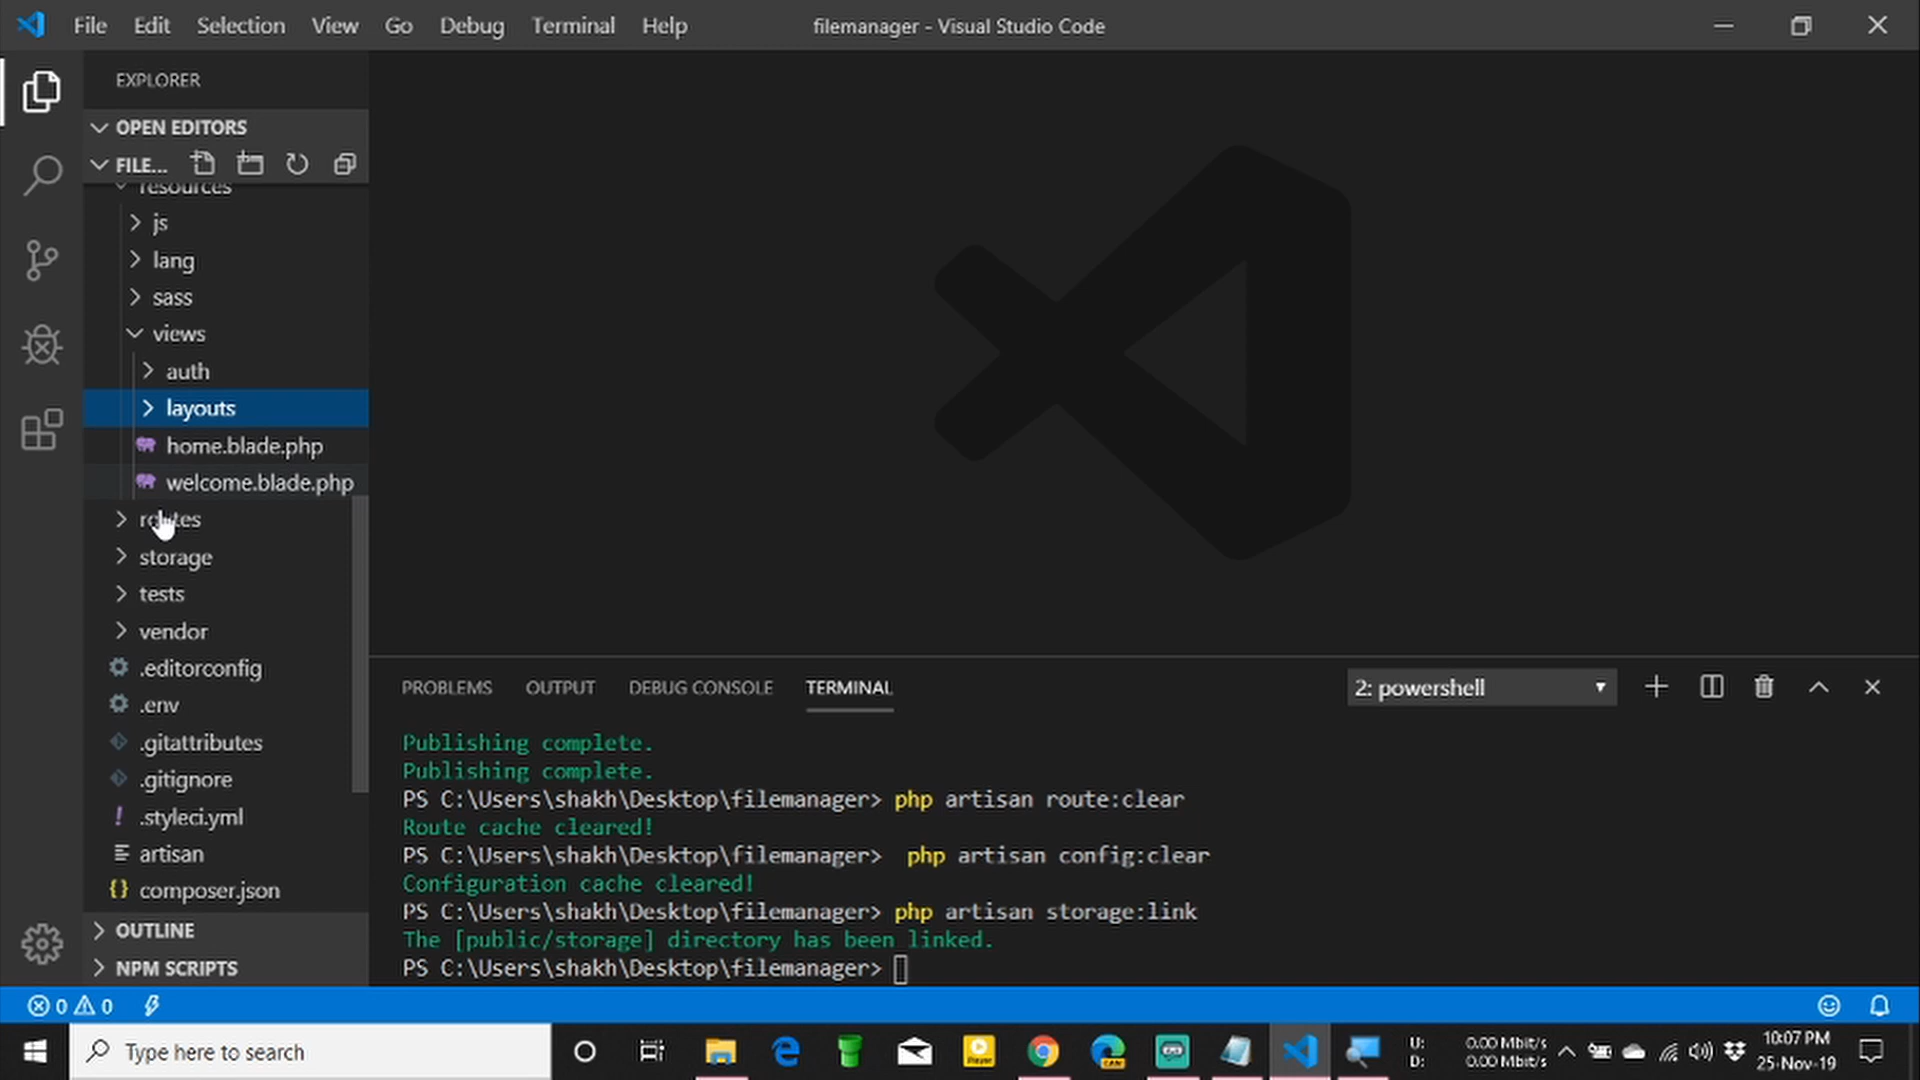 File Edit Selection View Go Debug Terminal Help
filemanager - Visual Studio Code
EXPLORER
OPEN EDITORS
FILE...
resources
js
lang
sass
views
auth
layouts
home.blade.php
welcome.blade.php
routes
storage
tests
vendor
.editorconfig
.env
.gitattributes
.gitignore
.styleci.yml
artisan
composer.json
OUTLINE
NPM SCRIPTS
PROBLEMS OUTPUT DEBUG CONSOLE TERMINAL
2: powershell
Publishing complete.
Publishing complete.
PS C:\Users\shakh\Desktop\filemanager> php artisan route:clear
Route cache cleared!
PS C:\Users\shakh\Desktop\filemanager>  php artisan config:clear
Configuration cache cleared!
PS C:\Users\shakh\Desktop\filemanager> php artisan storage:link
The [public/storage] directory has been linked.
PS C:\Users\shakh\Desktop\filemanager>
0 0
Type here to search
Player
CAN
U: 0.00 Mbit/s
D: 0.00 Mbit/s
10:07 PM
25-Nov-19